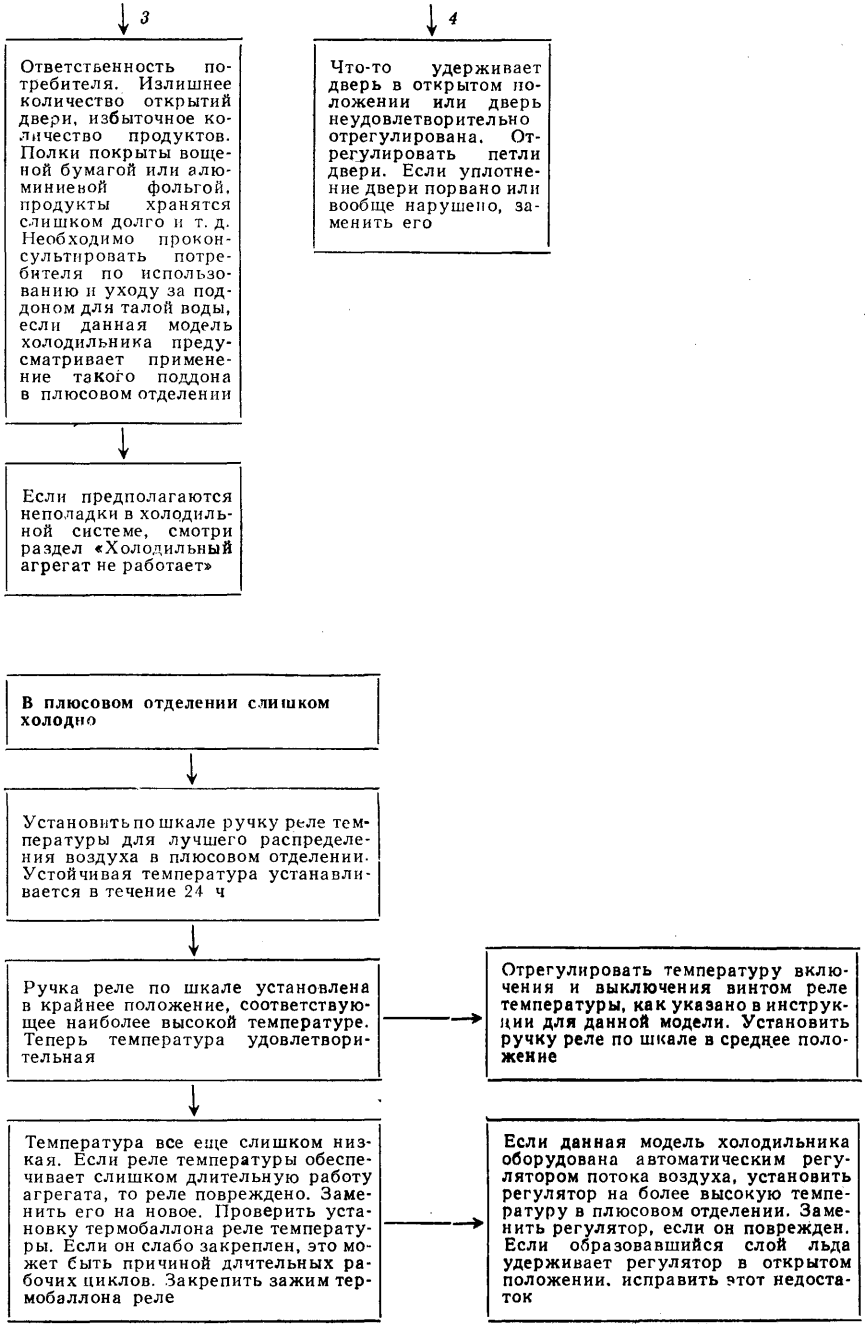 3
Ответственность по-
требителя. Излишнее
количество открытий
двери, избыточное ко-
личество продуктов.
Полки покрыты воще-
ной бумагой или алю-
миниевой фольгой,
продукты хранятся
слишком долго и т. д.
Необходимо прокон-
сультировать потре-
бителя по использо-
ванию и уходу за под-
доном для талой воды,
если данная модель
холодильника преду-
сматривает примене-
ние такого поддона
в плюсовом отделении
4
Что-то удерживает
дверь в открытом по-
ложении или дверь
неудовлетворительно
отрегулирована. От-
регулировать петли
двери. Если уплотне-
ние двери порвано или
вообще нарушено, за-
менить его
Если предполагаются
неполадки в холодиль-
ной системе, смотри
раздел «Холодильный
агрегат не работает»
В плюсовом отделении слишком
холодно
Установить по шкале ручку реле тем-
пературы для лучшего распределе-
ния воздуха в плюсовом отделении.
Устойчивая температура устанавли-
вается в течение 24 ч
Ручка реле по шкале установлена
в крайнее положение, соответствую-
щее наиболее высокой температуре.
Теперь температура удовлетвори-
тельная
Отрегулировать температуру вклю-
чения и выключения винтом реле
температуры, как указано в инструк-
ции для данной модели. Установить
ручку реле по шкале в среднее поло-
жение
Температура все еще слишком низ-
кая. Если реле температуры обеспе-
чивает слишком длительную работу
агрегата, то реле повреждено. Заме-
нить его на новое. Проверить уста-
новку термобаллона реле температу-
ры. Если он слабо закреплен, это мо-
жет быть причиной длительных ра-
бочих циклов. Закрепить зажим тер-
мобаллона реле
Если данная модель холодильника
оборудована автоматическим регу-
лятором потока воздуха, установить
регулятор на более высокую темпе-
ратуру в плюсовом отделении. Заме-
нить регулятор, если он поврежден.
Если образовавшийся слой льда
удерживает регулятор в открытом
положении. исправить этот недоста-
ток